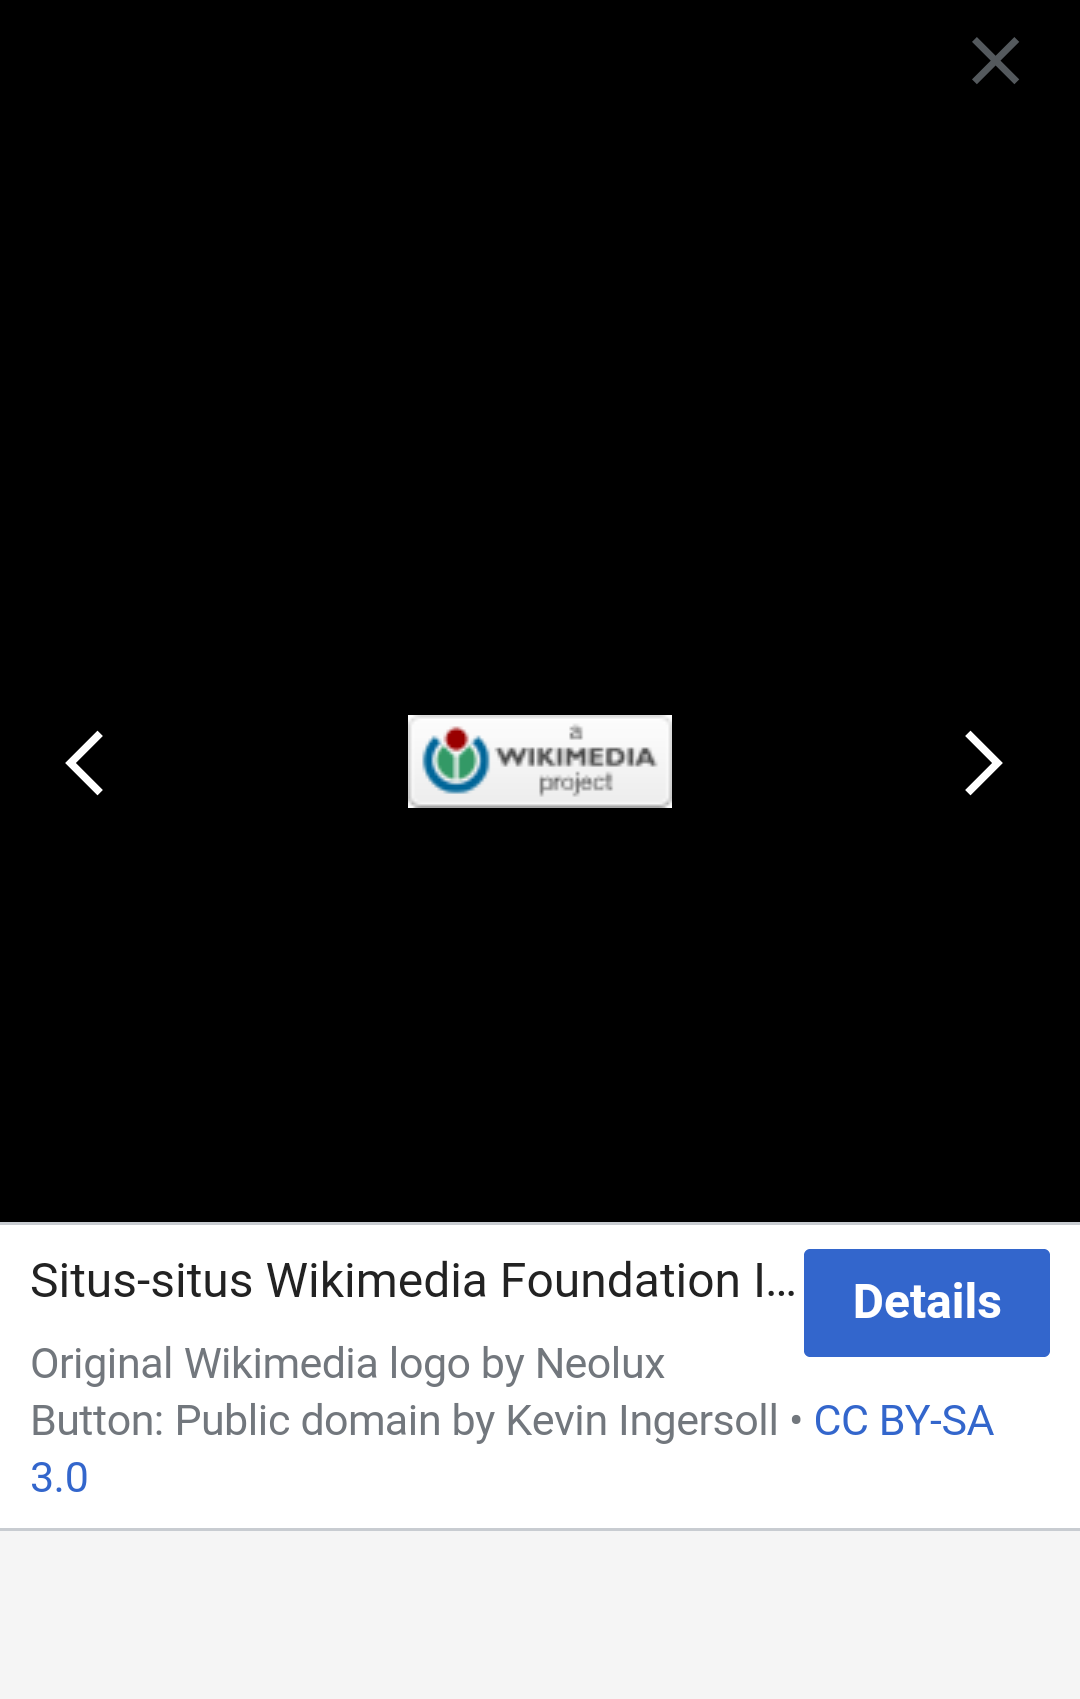 a
WIKIMEDIA
project
Situs-situs Wikimedia Foundation I...
Details
Original Wikimedia logo by Neolux
Button: Public domain by Kevin Ingersoll • CC BY-SA
3.0